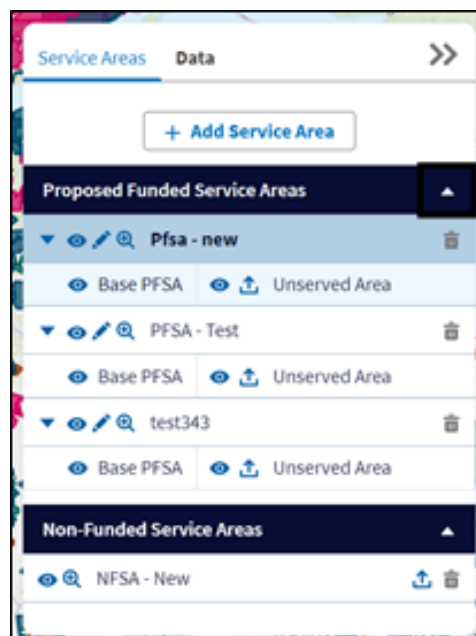 Service Areas Data
+ Add Service Area
Proposed Funded Service Areas
Pfsa - new
Base PFSA Unserved Area
PFSA - Test
Base PFSA Unserved Area
test343
Base PFSA Unserved Area
Non-Funded Service Areas
NFSA - New